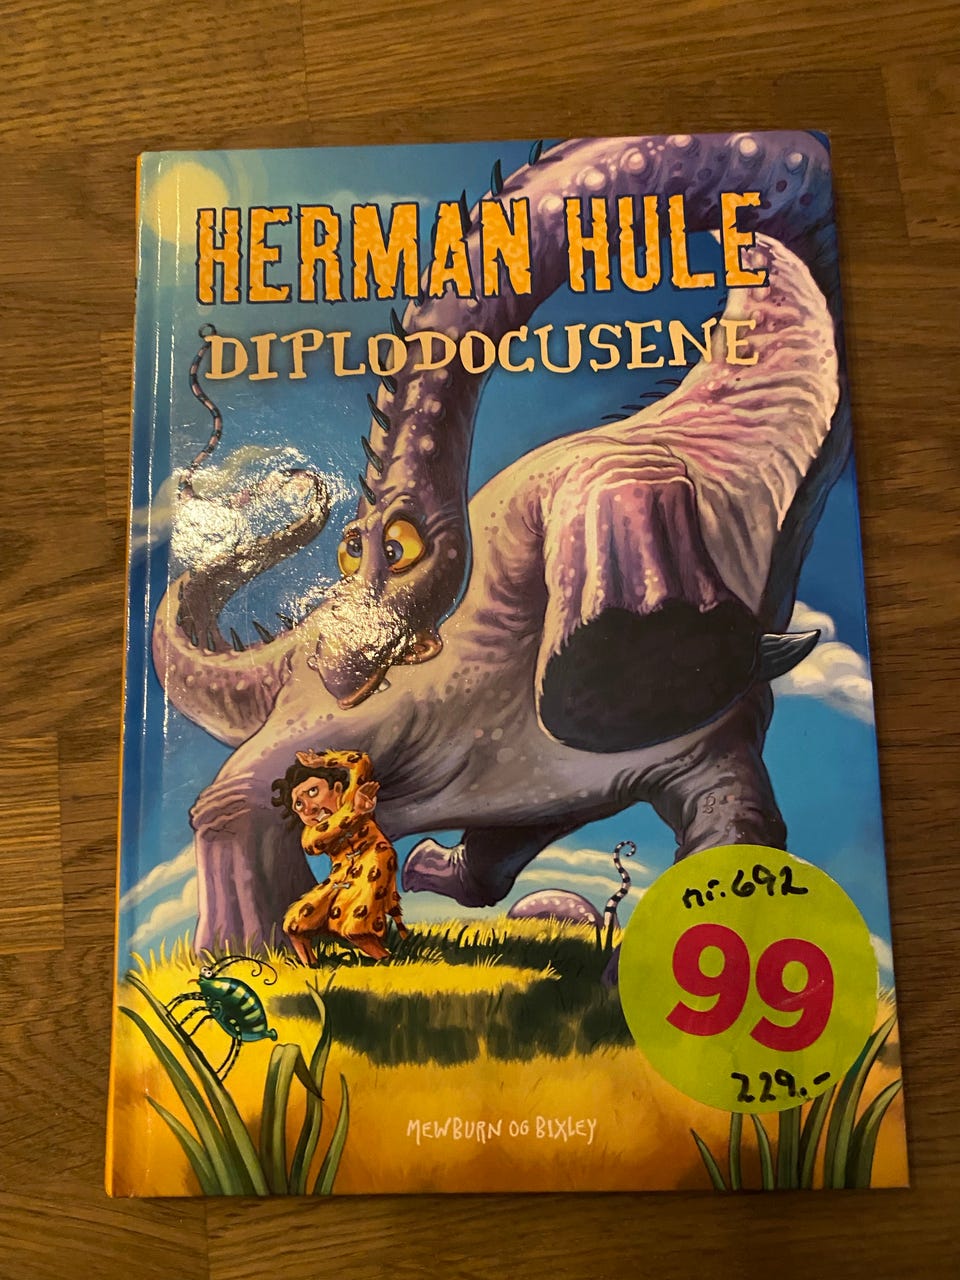 HERMAN HULE
DIPLODOCUSENE
nr. 692
99
229.-
MEWBURN OG BIXLEY